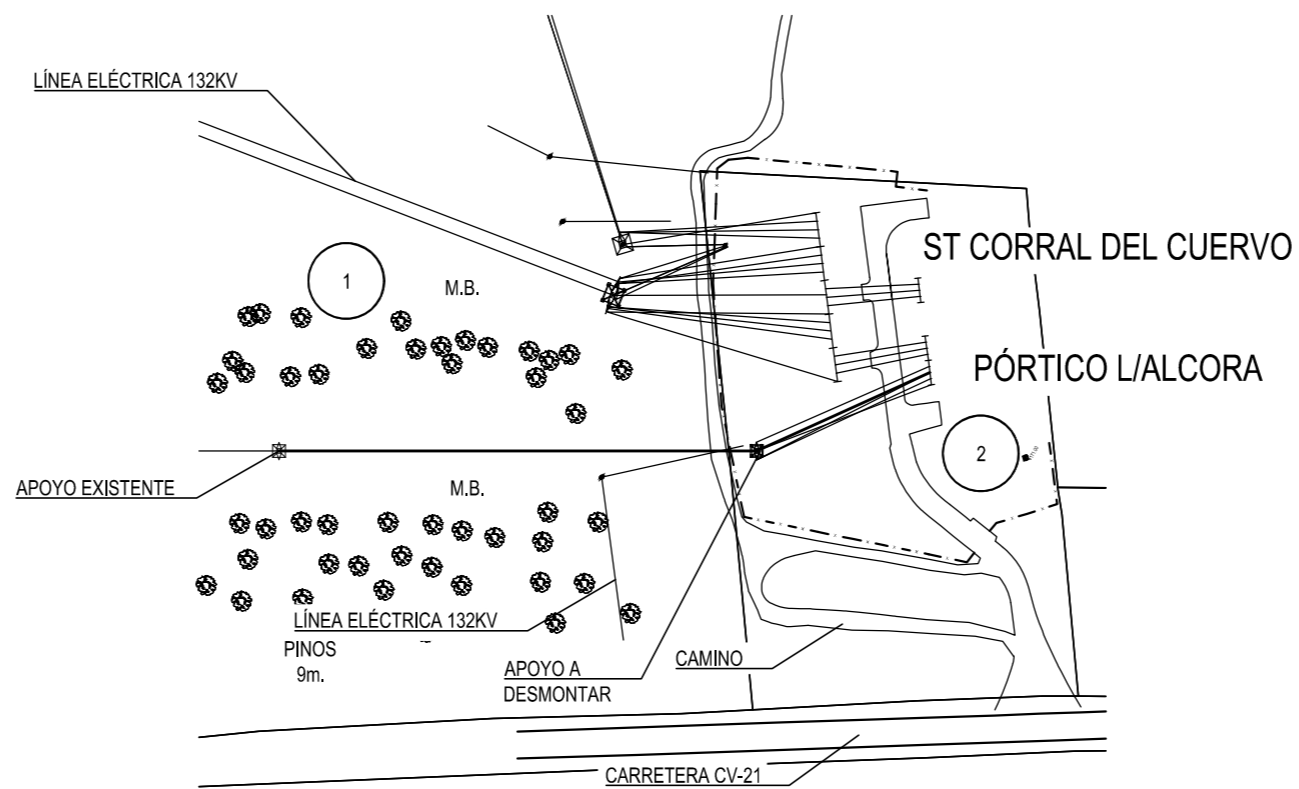 LÍNEA ELÉCTRICA 132KV
ST CORRAL DEL CUERVO
1
M.B.
PÓRTICO L/ALCORA
2
APOYO EXISTENTE
M.B.
LÍNEA ELÉCTRICA 132KV
PINOS
9m.
APOYO A
DESMONTAR
CAMINO
CARRETERA CV-21